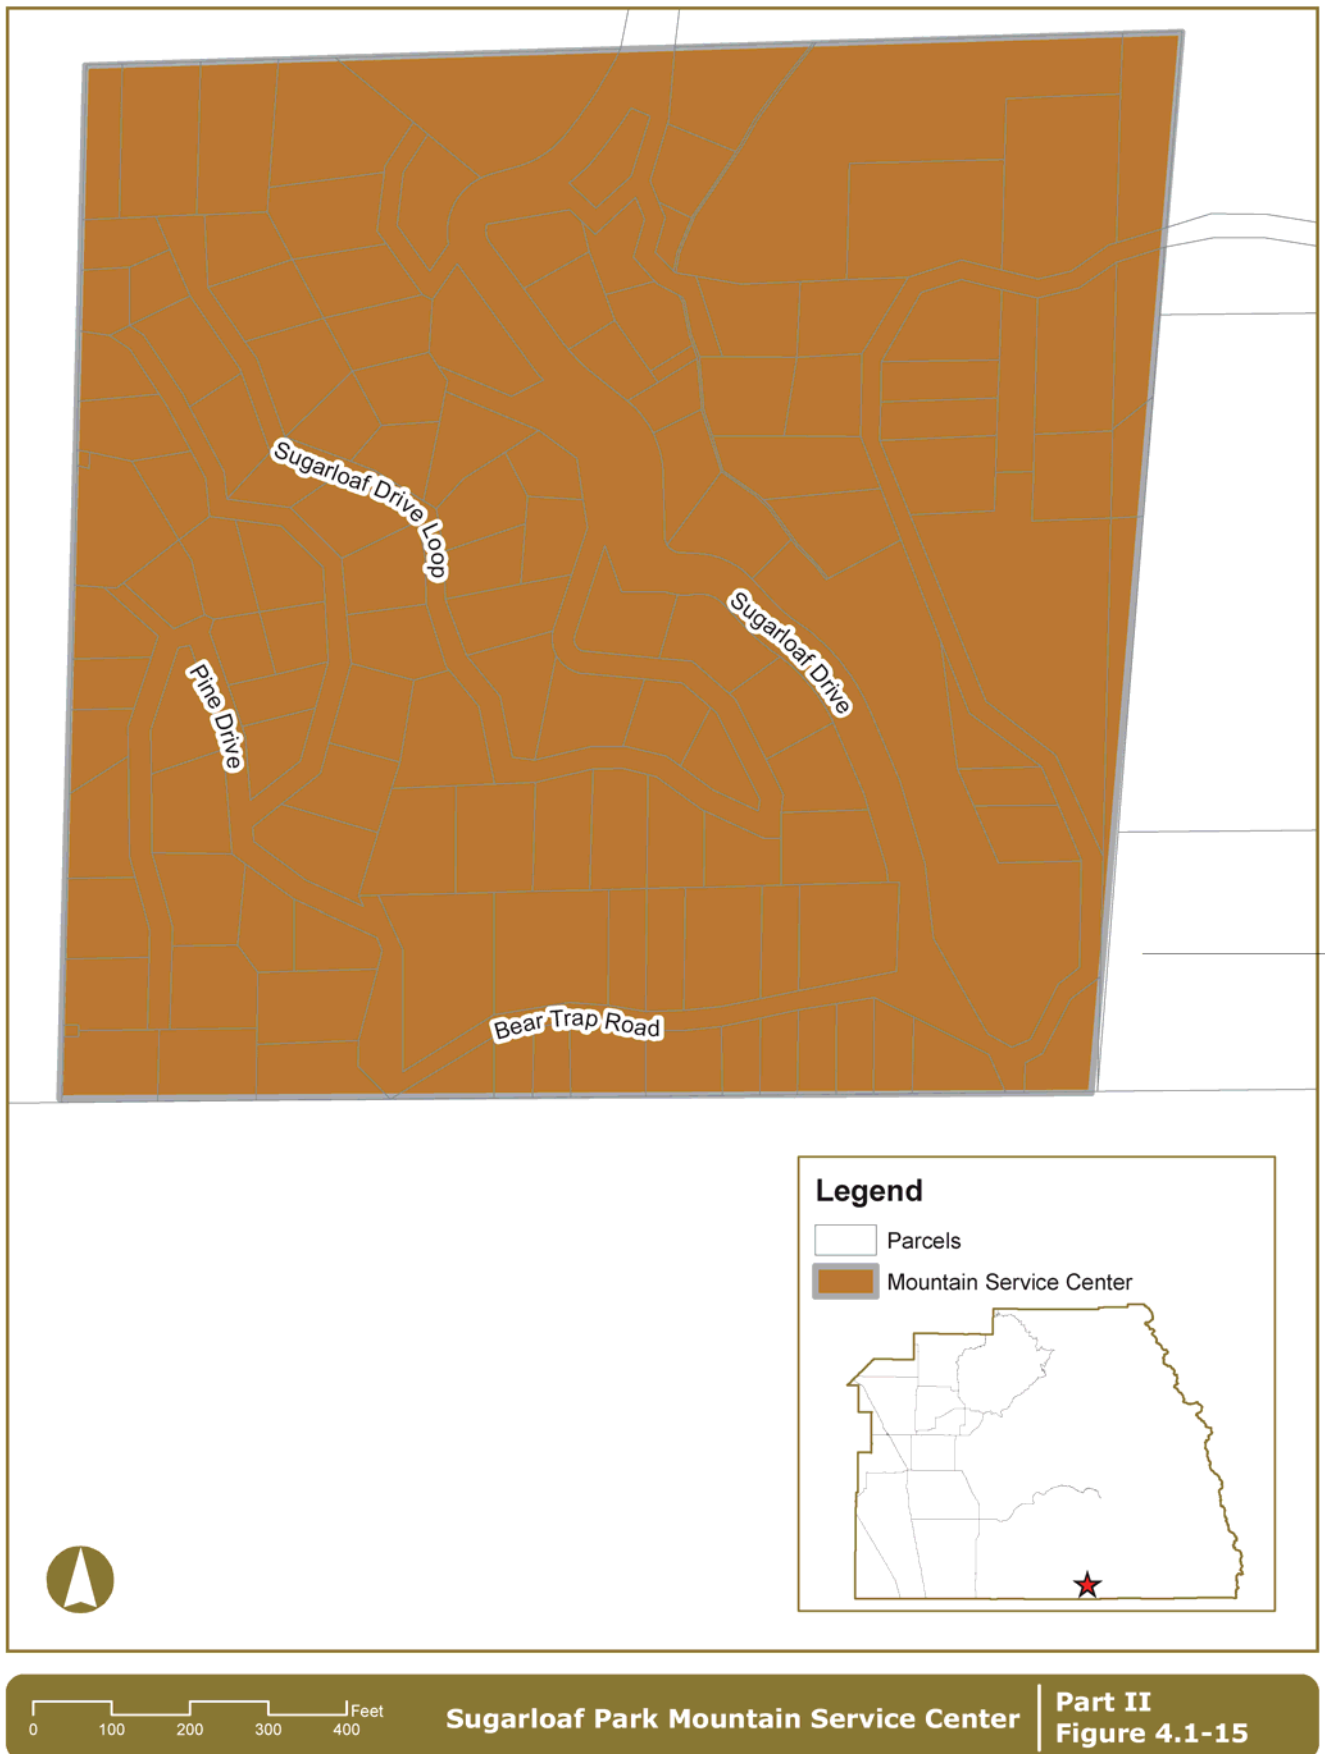 Sugarloaf Drive Loop
Sugarloaf Drive
Pine Drive
Bear Trap Road
Legend
Parcels
Mountain Service Center
Feet
0 100 200 300 400
Sugarloaf Park Mountain Service Center
Part II
Figure 4.1-15